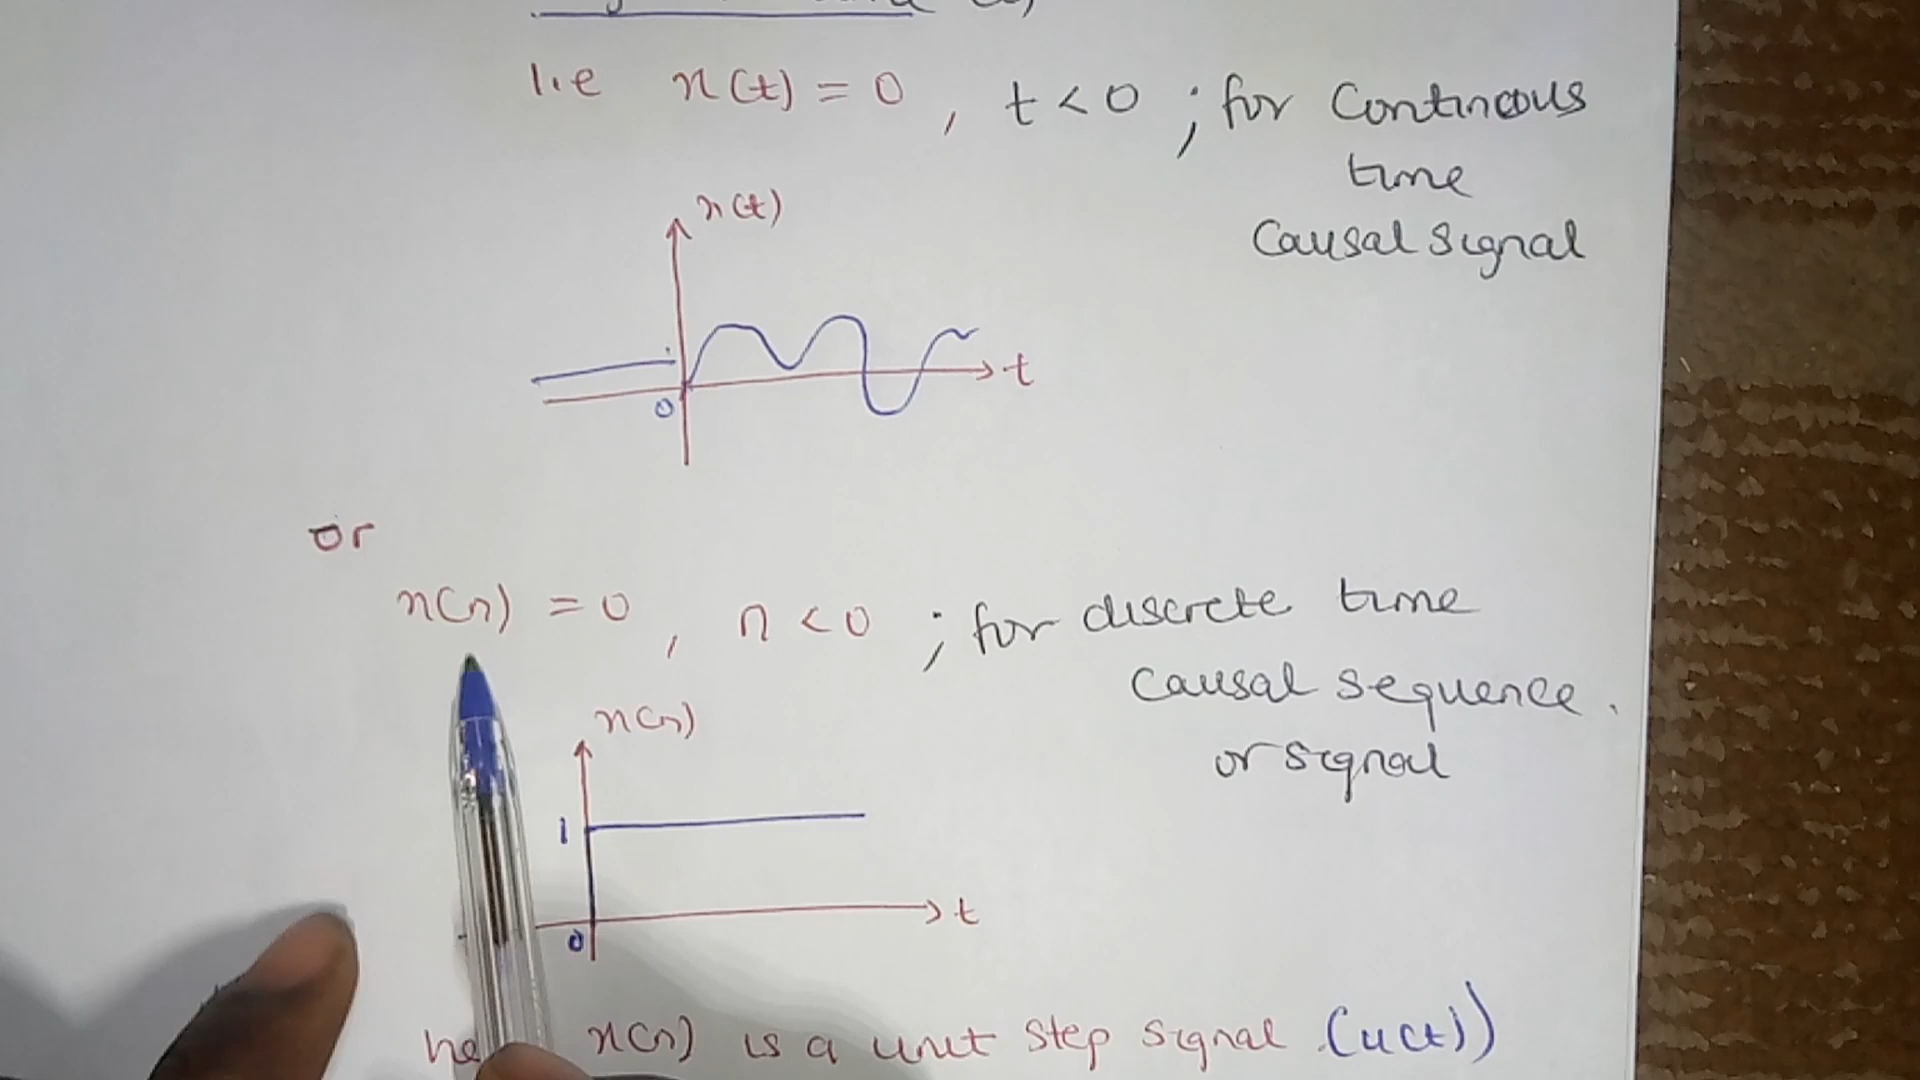 i.e x(t) = 0 , t < 0 ; for Continous
time
Causal signal
x(t)
t
0
or
x(n) = 0 , n < 0 ; for discrete time
Causal sequence .
or signal
x(n)
1
t
0
x(n) is a unit step signal (u(t))